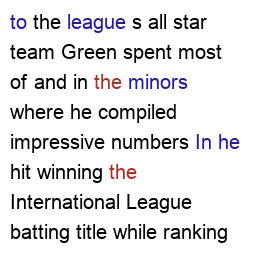 to the league s all star
team Green spent most
of and in the minors
where he compiled
impressive numbers In he
hit winning the
International League
batting title while ranking